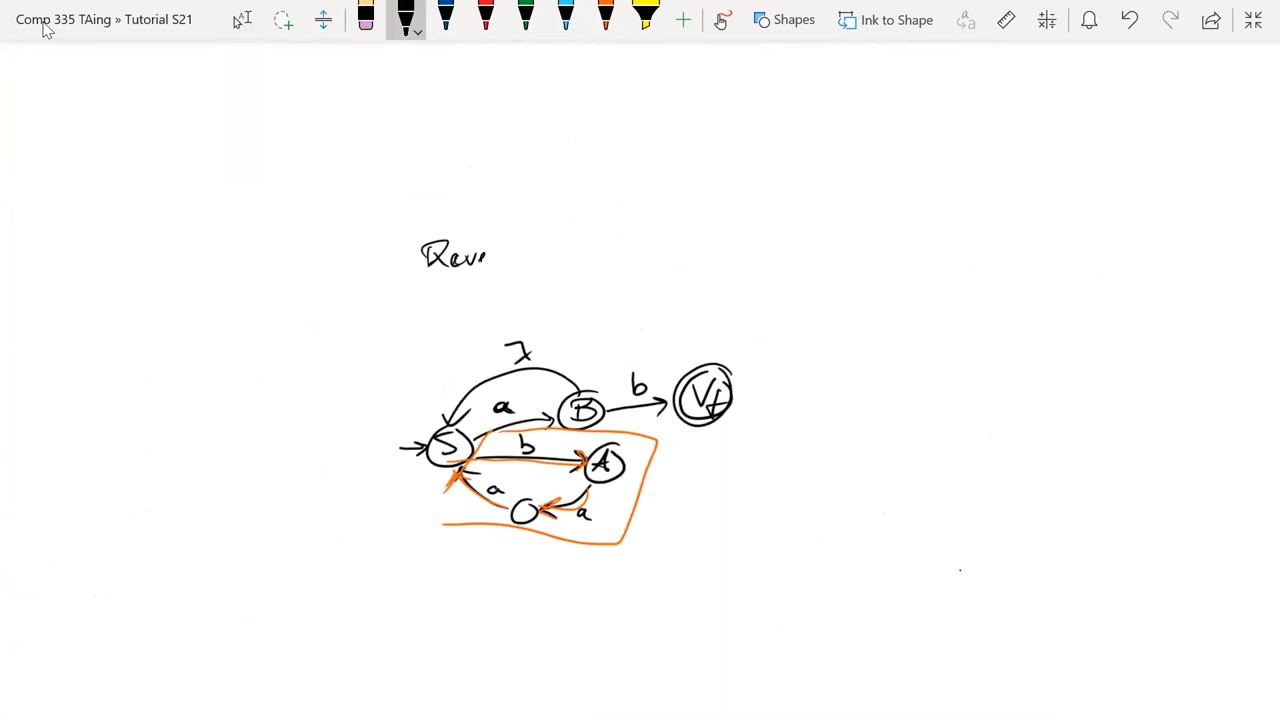 Comp 335 TAing » Tutorial S21
Shapes
Ink to Shape
Reve
λ
a
B
b
Vf
S
b
A
a
a